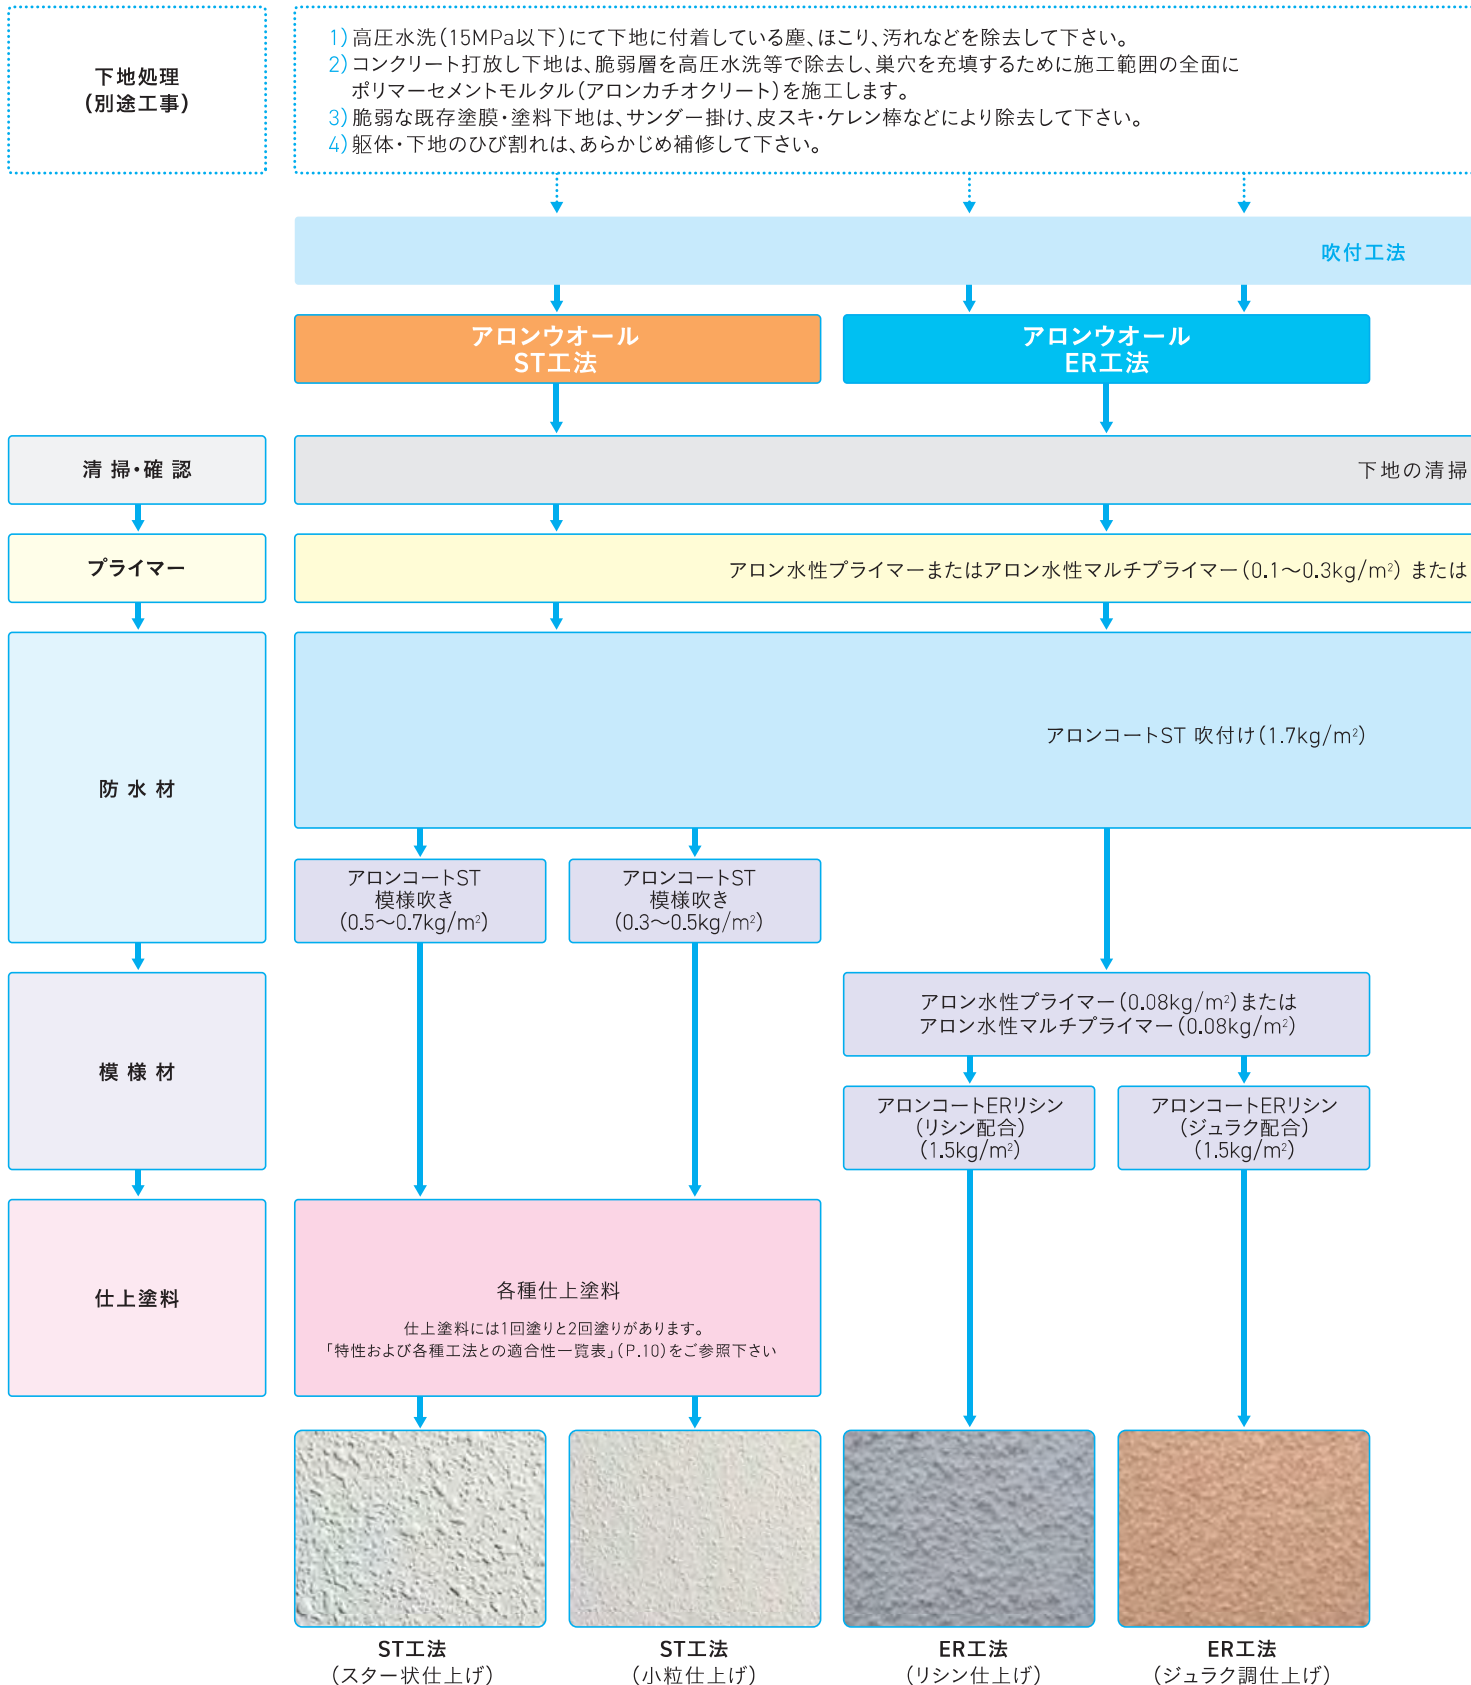 下地処理
(別途工事)
1) 高圧水洗(15MPa以下)にて下地に付着している塵、ほこり、汚れなどを除去して下さい。
2) コンクリート打放し下地は、脆弱層を高圧水洗等で除去し、巣穴を充填するために施工範囲の全面に
ポリマーセメントモルタル(アロンカチオクリート)を施工します。
3) 脆弱な既存塗膜・塗料下地は、サンダー掛け、皮スキ・ケレン棒などにより除去して下さい。
4) 躯体・下地のひび割れは、あらかじめ補修して下さい。
吹付工法
アロンウオール
ST工法
アロンウオール
ER工法
清掃・確認
下地の清掃
プライマー
アロン水性プライマーまたはアロン水性マルチプライマー(0.1〜0.3kg/m²) または
防水材
アロンコートST 吹付け(1.7kg/m²)
アロンコートST
模様吹き
(0.5〜0.7kg/m²)
アロンコートST
模様吹き
(0.3〜0.5kg/m²)
模様材
アロン水性プライマー(0.08kg/m²)または
アロン水性マルチプライマー(0.08kg/m²)
アロンコートERリシン
(リシン配合)
(1.5kg/m²)
アロンコートERリシン
(ジュラク配合)
(1.5kg/m²)
仕上塗料
各種仕上塗料
仕上塗料には1回塗りと2回塗りがあります。
「特性および各種工法との適合性一覧表」(P.10)をご参照下さい
ST工法
(スター状仕上げ)
ST工法
(小粒仕上げ)
ER工法
(リシン仕上げ)
ER工法
(ジュラク調仕上げ)